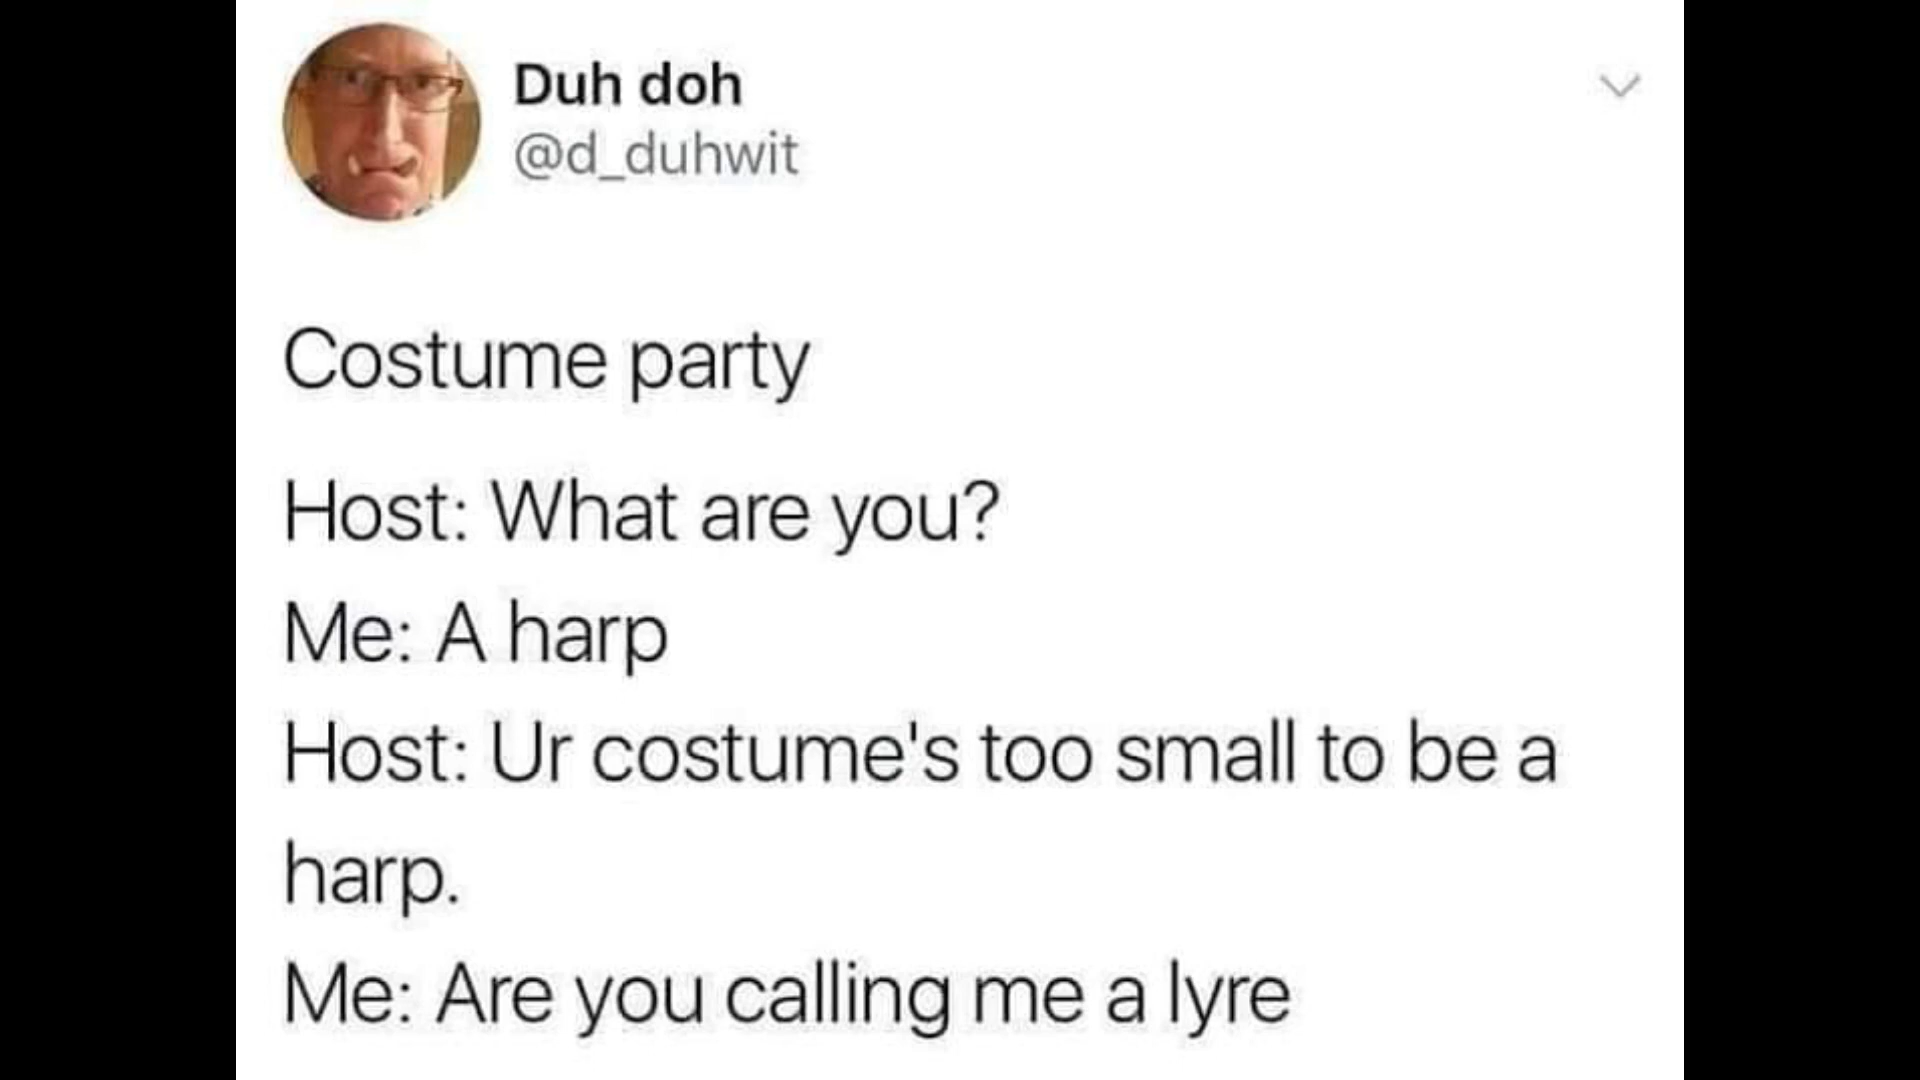 Duh doh
@d_duhwit
Costume party
Host: What are you?
Me: A harp
Host: Ur costume's too small to be a
harp.
Me: Are you calling me a lyre